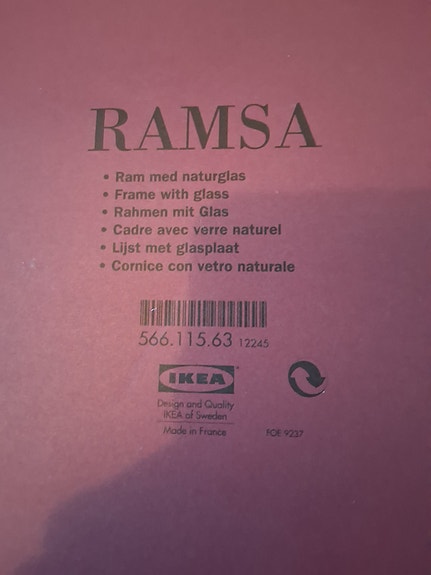 RAMSA
• Ram med naturglas
• Frame with glass
• Rahmen mit Glas
• Cadre avec verre naturel
• Lijst met glasplaat
• Cornice con vetro naturale
566.115.63 12245
IKEA
Design and Quality
IKEA of Sweden
Made in France
FOE 9237